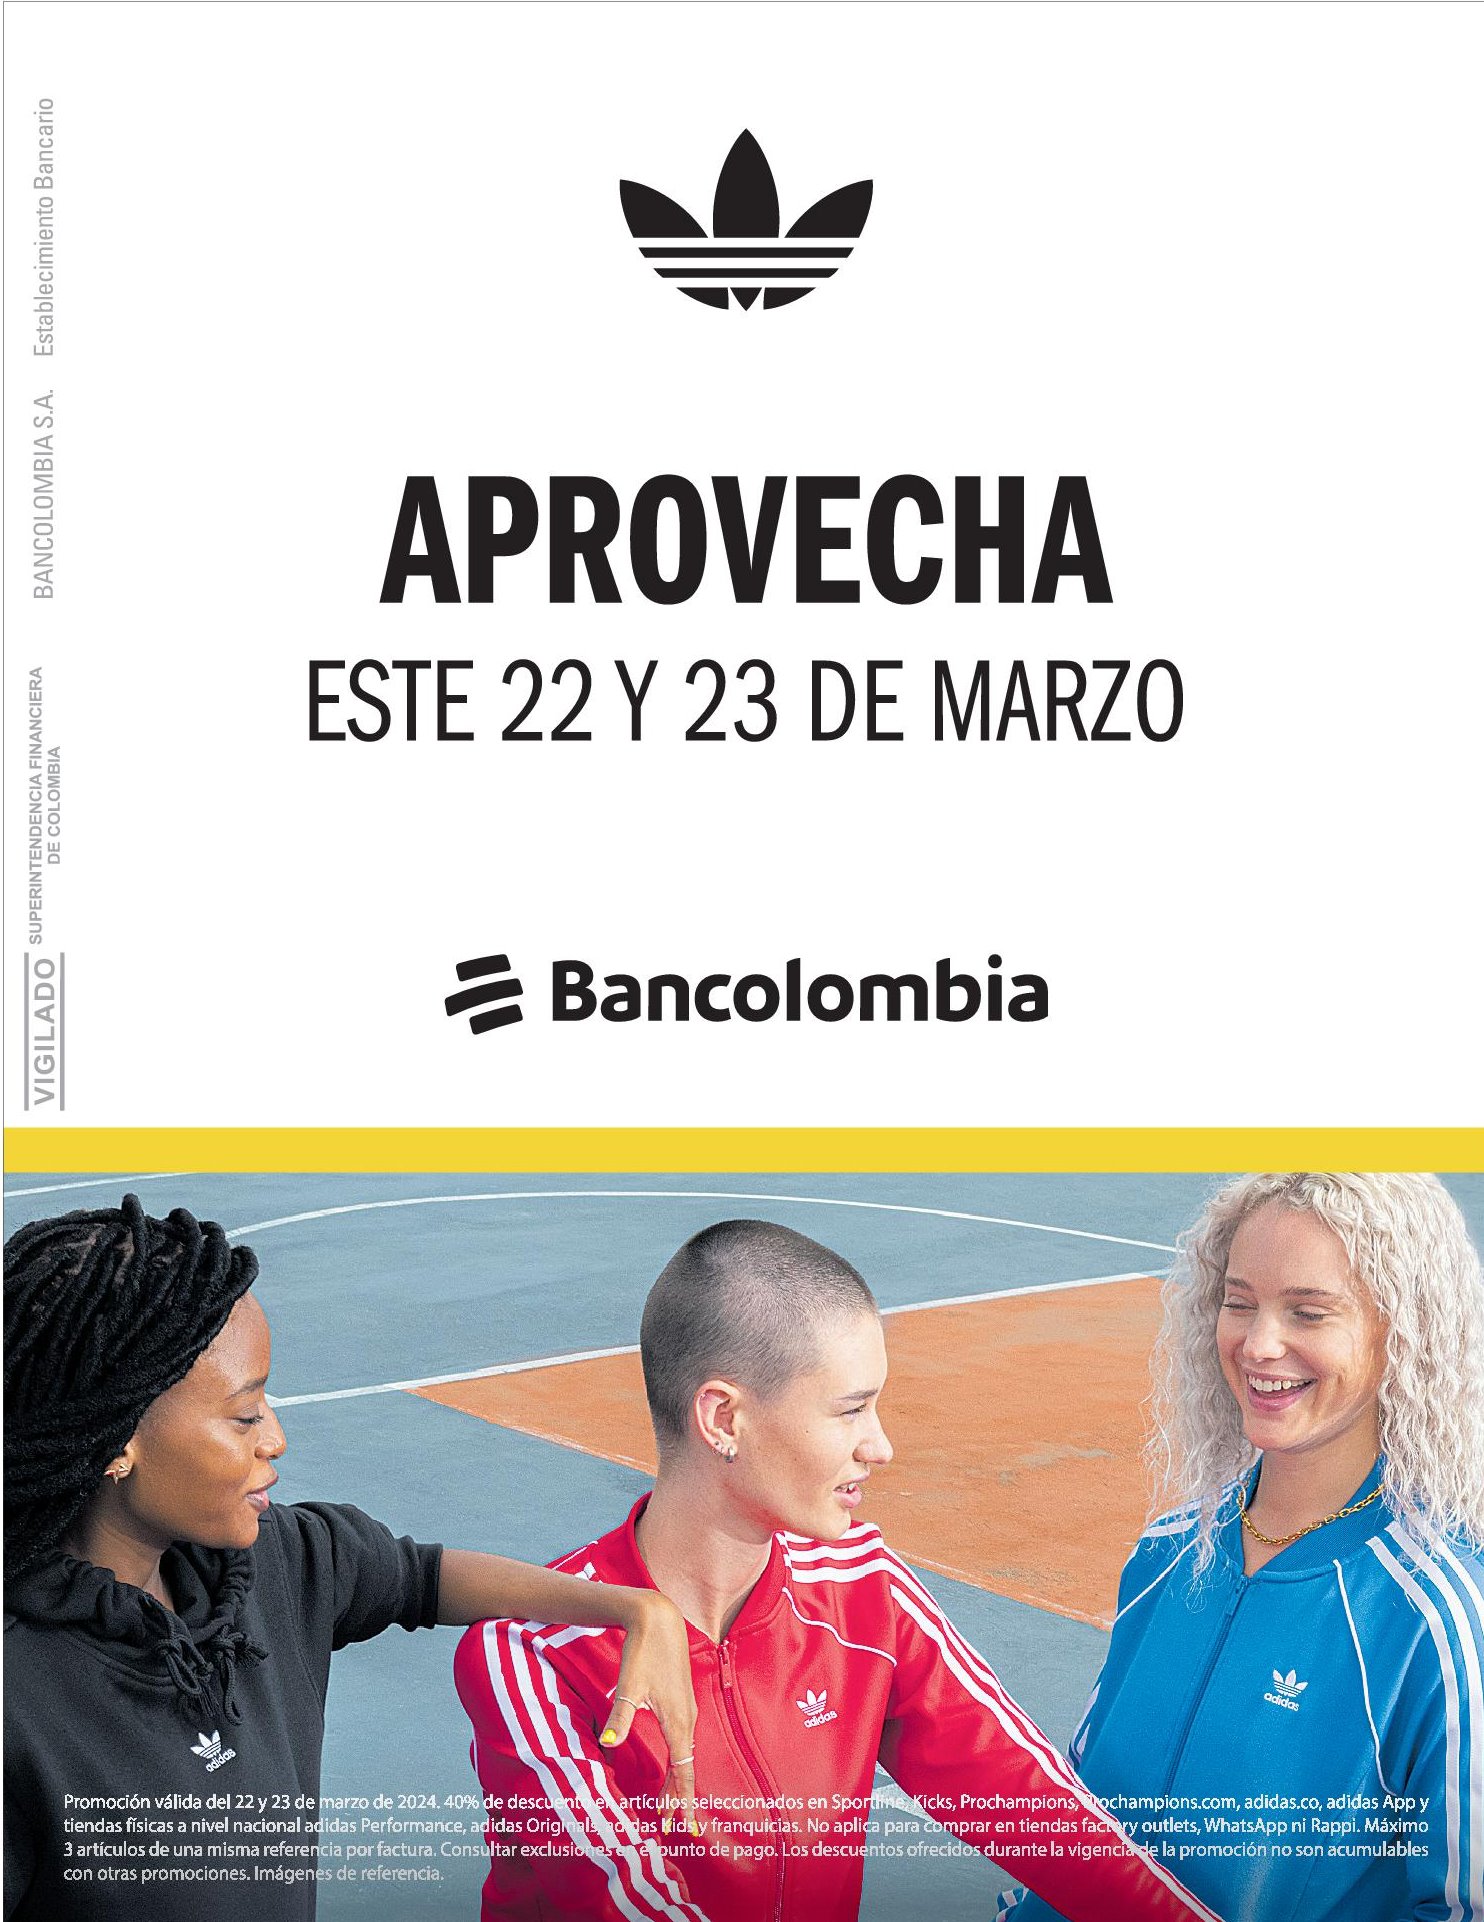 APROVECHA
ESTE 22 Y 23 DE MARZO
Bancolombia
VIGILADO
SUPERINTENDENCIA FINANCIERA
DE COLOMBIA
BANCOLOMBIA S.A.
Establecimiento Bancario
adidas
adidas
adidas
Promoción válida del 22 y 23 de marzo de 2024. 40% de descuento en artículos seleccionados en Sportline, Kicks, Prochampions, Prochampions.com, adidas.co, adidas App y
tiendas físicas a nivel nacional adidas Performance, adidas Originals, adidas Kids y franquicias. No aplica para comprar en tiendas factory outlets, WhatsApp ni Rappi. Máximo
3 artículos de una misma referencia por factura. Consultar exclusiones en el punto de pago. Los descuentos ofrecidos durante la vigencia de la promoción no son acumulables
con otras promociones. Imágenes de referencia.